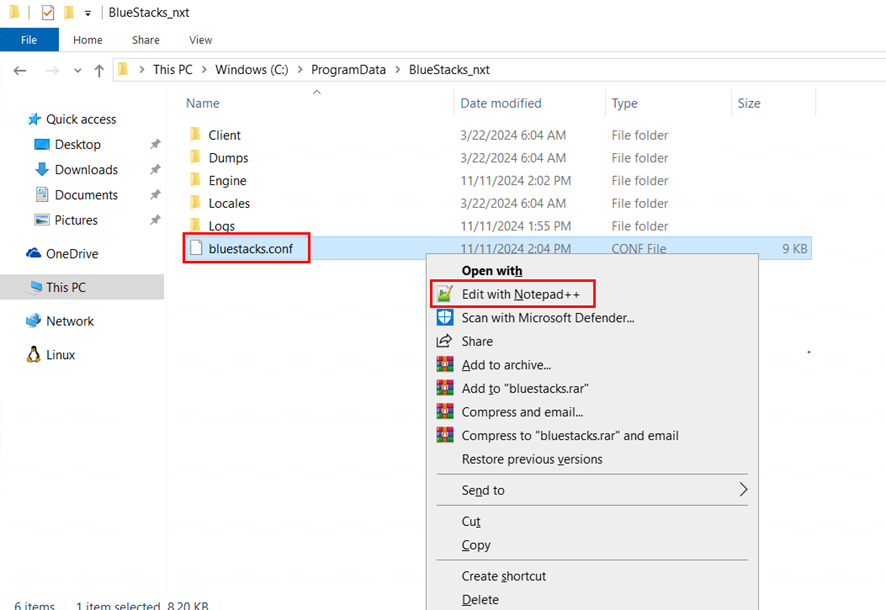 BlueStacks_nxt
File Home Share View
This PC Windows (C:) ProgramData BlueStacks_nxt
Name Date modified Type Size
Quick access
Desktop
Downloads
Documents
Pictures
OneDrive
This PC
Network
Linux
Client 3/22/2024 6:04 AM File folder
Dumps 3/22/2024 6:04 AM File folder
Engine 11/11/2024 2:02 PM File folder
Locales 3/22/2024 6:04 AM File folder
Logs 11/11/2024 1:55 PM File folder
bluestacks.conf 11/11/2024 2:04 PM CONF File 9 KB
Open with
Edit with Notepad++
Scan with Microsoft Defender...
Share
Add to archive...
Add to "bluestacks.rar"
Compress and email...
Compress to "bluestacks.rar" and email
Restore previous versions
Send to
Cut
Copy
Create shortcut
Delete
6 items 1 item selected 8.20 KB